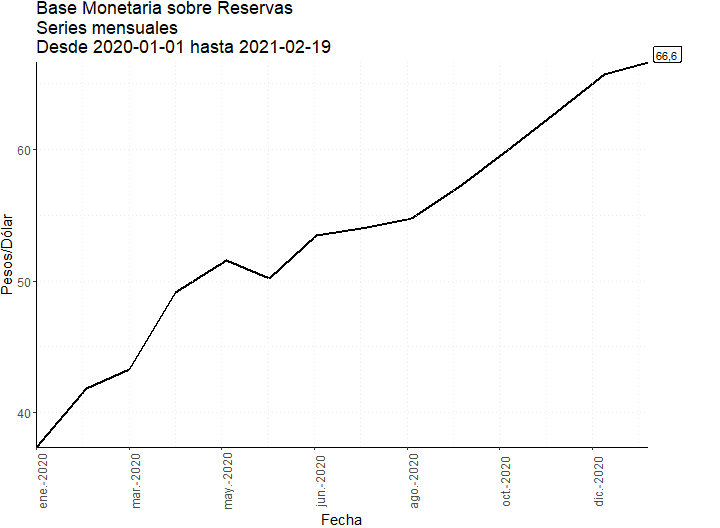 Base Monetaria sobre Reservas
Series mensuales
Desde 2020-01-01 hasta 2021-02-19
66,6
60
50
40
Pesos/Dólar
ene.-2020
mar.-2020
may.-2020
jun.-2020
ago.-2020
oct.-2020
dic.-2020
Fecha